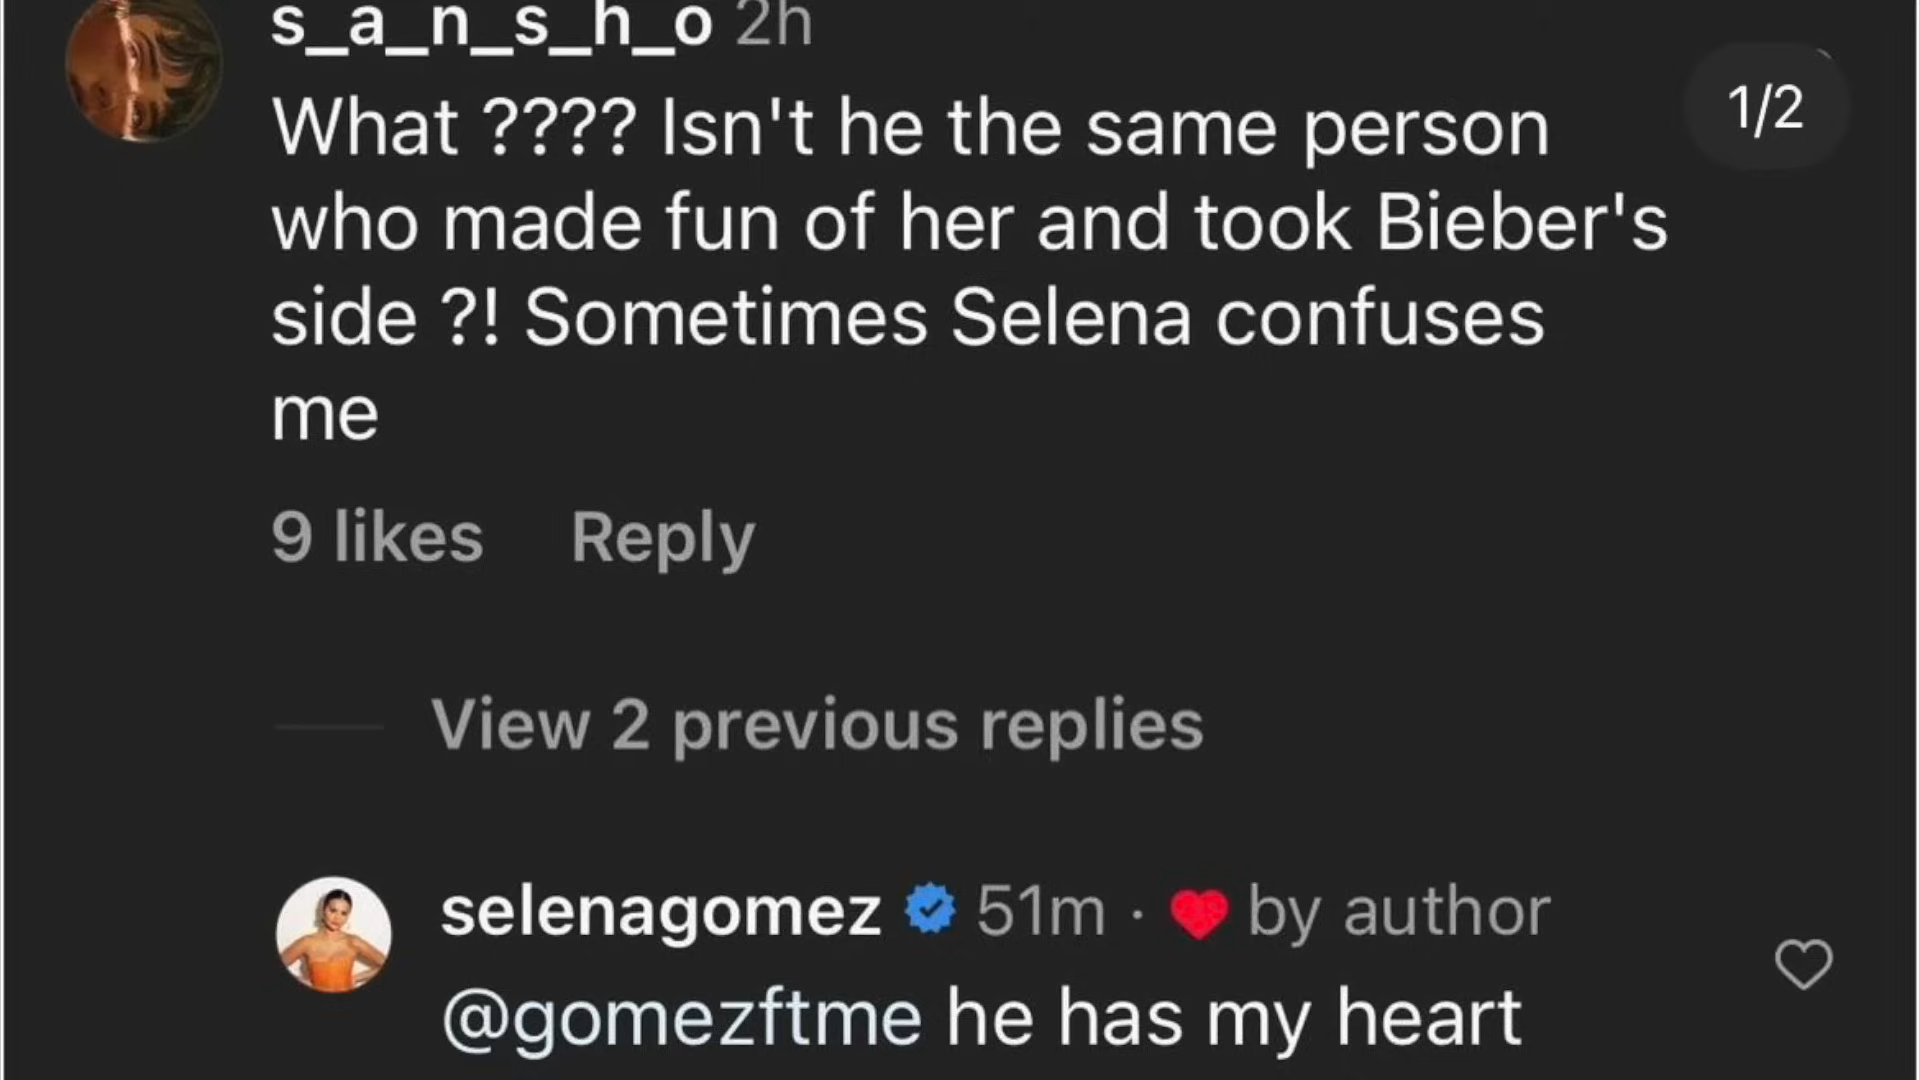 s_a_n_s_h_o 2h
1/2
What ???? Isn't he the same person
who made fun of her and took Bieber's
side ?! Sometimes Selena confuses
me
9 likes Reply
View 2 previous replies
selenagomez 51m · by author
@gomezftme he has my heart